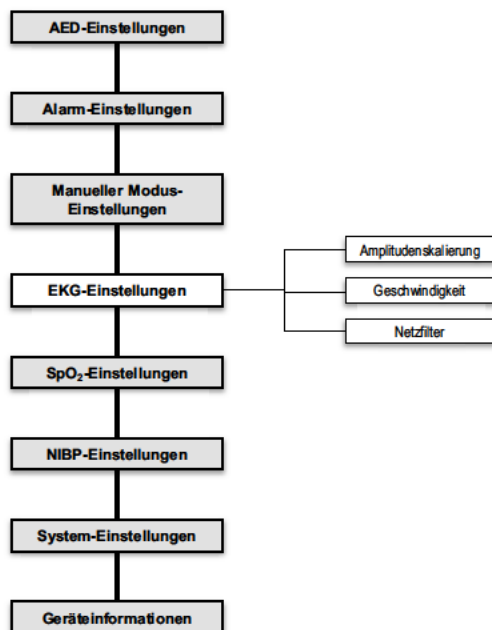 AED-Einstellungen
Alarm-Einstellungen
Manueller Modus-
Einstellungen
EKG-Einstellungen
Amplitudenskalierung
Geschwindigkeit
Netzfilter
SpO₂-Einstellungen
NIBP-Einstellungen
System-Einstellungen
Geräteinformationen